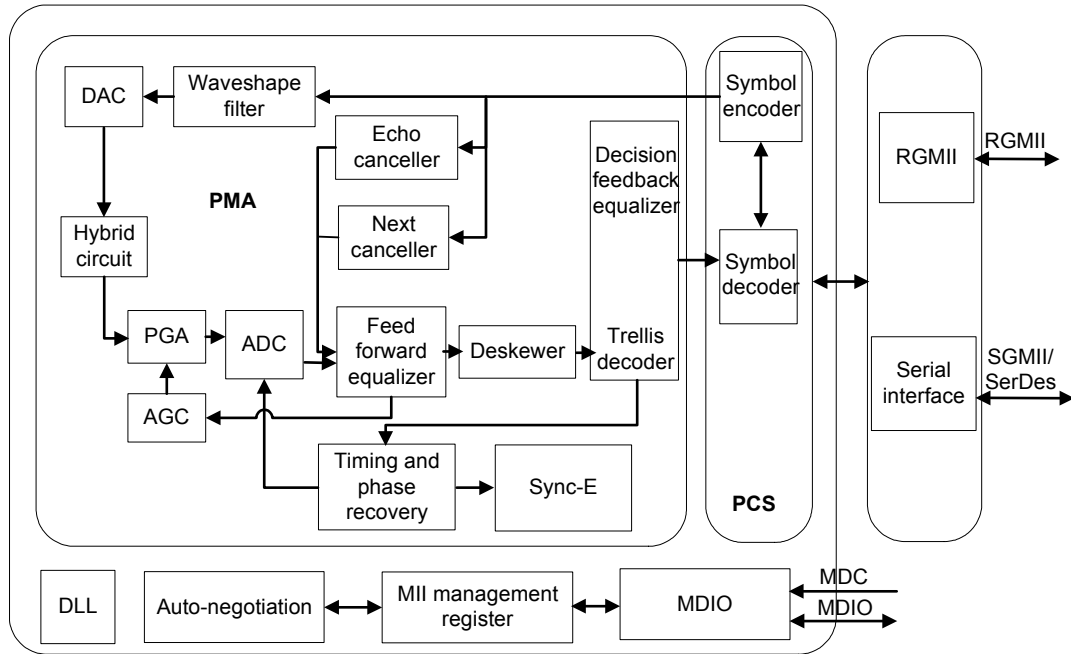 DAC
Waveshape
filter
Symbol
encoder
Echo
canceller
Decision
feedback
equalizer
RGMII
RGMII
PMA
Next
canceller
Hybrid
circuit
Symbol
decoder
PGA
ADC
Feed
forward
equalizer
Deskewer
Trellis
decoder
Serial
interface
SGMII/
SerDes
AGC
Timing and
phase
recovery
Sync-E
PCS
DLL
Auto-negotiation
MII management
register
MDIO
MDC
MDIO